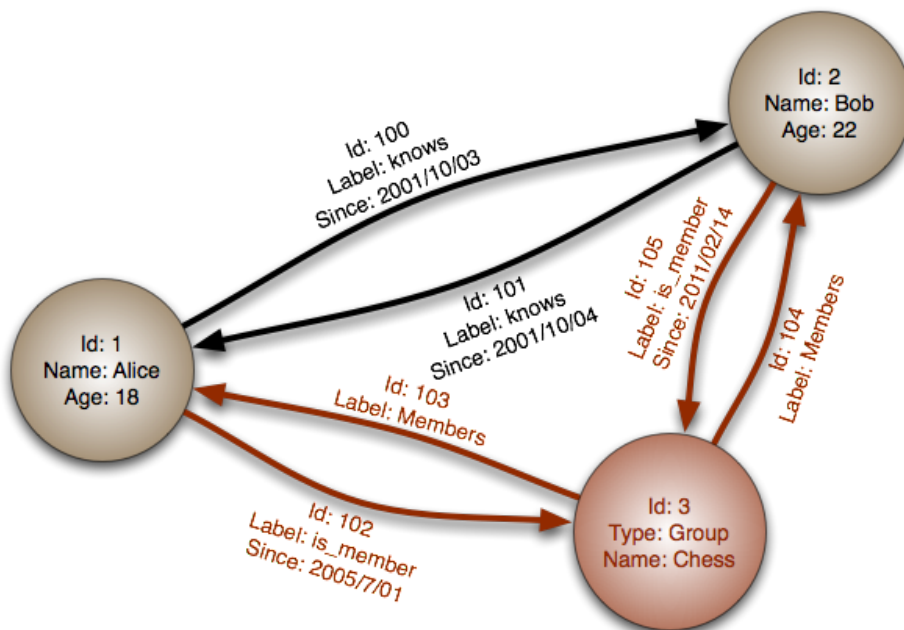 Id: 2
Name: Bob
Age: 22
Id: 100
Label: knows
Since: 2001/10/03
Id: 101
Label: knows
Since: 2001/10/04
Id: 105
Label: is_member
Since: 2011/02/14
Id: 104
Label: Members
Id: 1
Name: Alice
Age: 18
Id: 103
Label: Members
Id: 102
Label: is_member
Since: 2005/7/01
Id: 3
Type: Group
Name: Chess